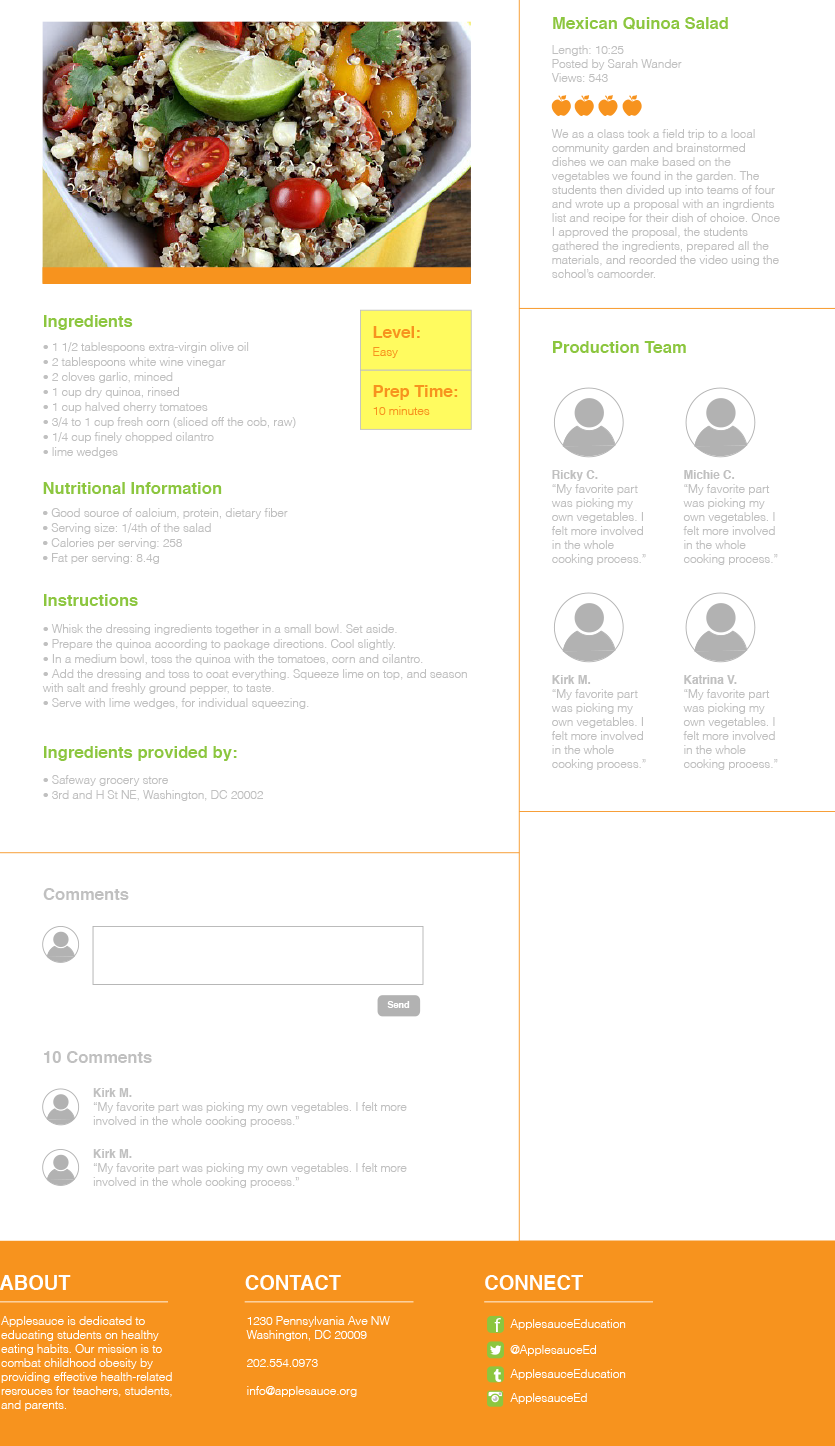 Mexican Quinoa Salad
Length: 10:25
Posted by Sarah Wander
Views: 543
We as a class took a field trip to a local
community garden and brainstormed
dishes we can make based on the
vegetables we found in the garden. The
students then divided up into teams of four
and wrote up a proposal with an ingrdients
list and recipe for their dish of choice. Once
I approved the proposal, the students
gathered the ingredients, prepared all the
materials, and recorded the video using the
school's camcorder.
Ingredients
• 1 1/2 tablespoons extra-virgin olive oil
• 2 tablespoons white wine vinegar
• 2 cloves garlic, minced
• 1 cup dry quinoa, rinsed
• 1 cup halved cherry tomatoes
• 3/4 to 1 cup fresh corn (sliced off the cob, raw)
• 1/4 cup finely chopped cilantro
• lime wedges
Level:
Easy
Prep Time:
10 minutes
Nutritional Information
• Good source of calcium, protein, dietary fiber
• Serving size: 1/4th of the salad
• Calories per serving: 258
• Fat per serving: 8.4g
Instructions
• Whisk the dressing ingredients together in a small bowl. Set aside.
• Prepare the quinoa according to package directions. Cool slightly.
• In a medium bowl, toss the quinoa with the tomatoes, corn and cilantro.
• Add the dressing and toss to coat everything. Squeeze lime on top, and season
with salt and freshly ground pepper, to taste.
• Serve with lime wedges, for individual squeezing.
Ingredients provided by:
• Safeway grocery store
• 3rd and H St NE, Washington, DC 20002
Production Team
Ricky C.
“My favorite part
was picking my
own vegetables. I
felt more involved
in the whole
cooking process.”
Michie C.
“My favorite part
was picking my
own vegetables. I
felt more involved
in the whole
cooking process.”
Kirk M.
“My favorite part
was picking my
own vegetables. I
felt more involved
in the whole
cooking process.”
Katrina V.
“My favorite part
was picking my
own vegetables. I
felt more involved
in the whole
cooking process.”
Comments
Send
10 Comments
Kirk M.
“My favorite part was picking my own vegetables. I felt more
involved in the whole cooking process.”
Kirk M.
“My favorite part was picking my own vegetables. I felt more
involved in the whole cooking process.”
ABOUT
Applesauce is dedicated to
educating students on healthy
eating habits. Our mission is to
combat childhood obesity by
providing effective health-related
resrouces for teachers, students,
and parents.
CONTACT
1230 Pennsylvania Ave NW
Washington, DC 20009
202.554.0973
info@applesauce.org
CONNECT
f ApplesauceEducation
@ApplesauceEd
t ApplesauceEducation
ApplesauceEd